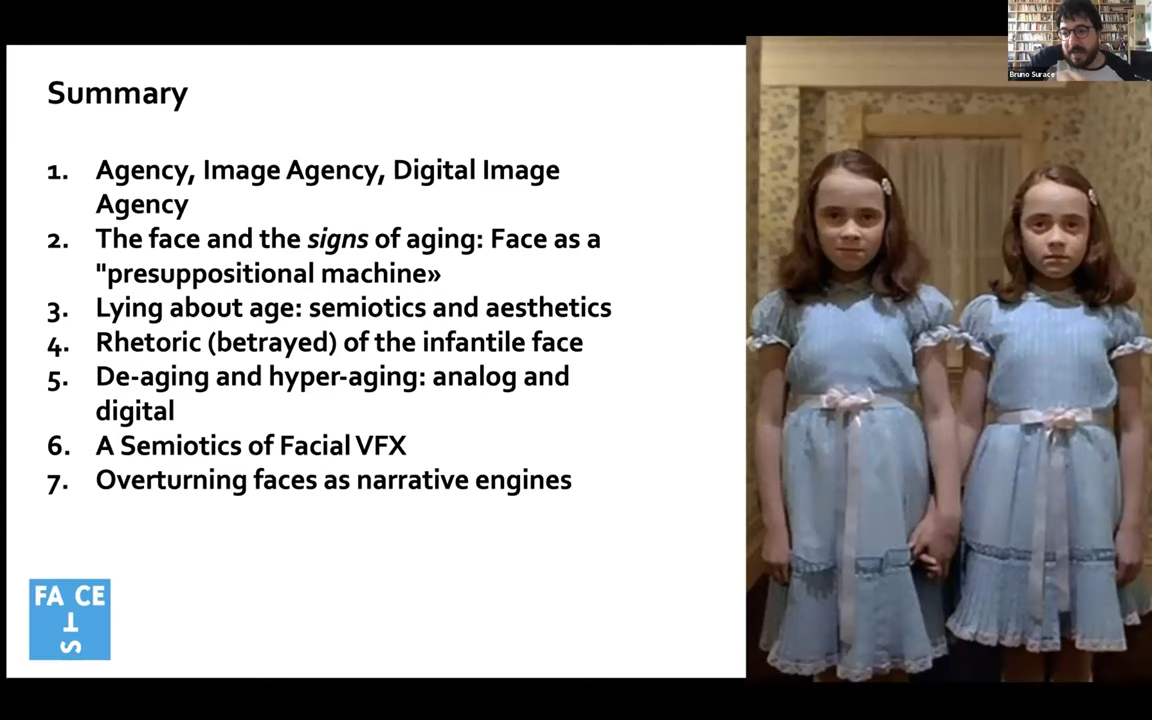 Bruno Surace
Summary
1. Agency, Image Agency, Digital Image
Agency
2. The face and the signs of aging: Face as a
"presuppositional machine»
3. Lying about age: semiotics and aesthetics
4. Rhetoric (betrayed) of the infantile face
5. De-aging and hyper-aging: analog and
digital
6. A Semiotics of Facial VFX
7. Overturning faces as narrative engines
FA CE
T
S